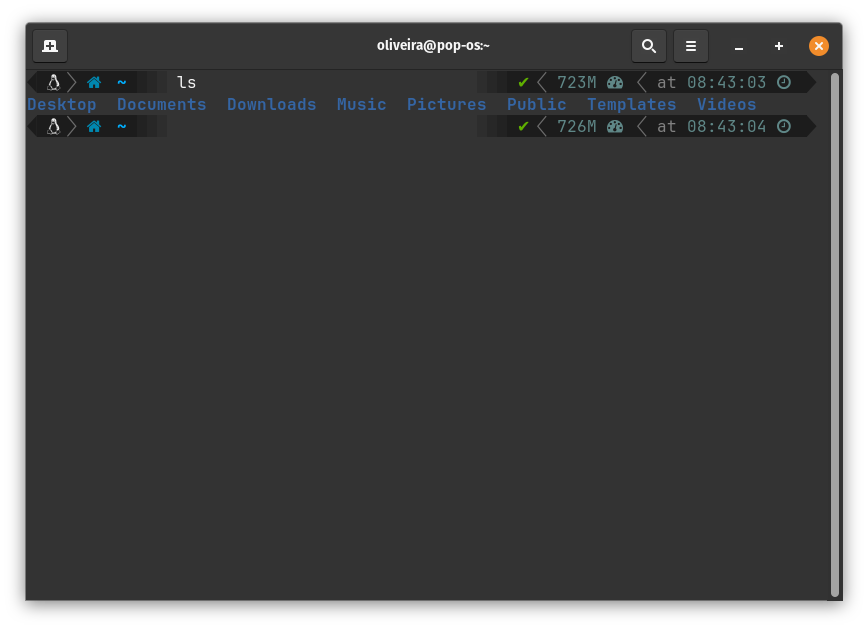 oliveira@pop-os:~
~ ls ✔ 723M at 08:43:03
Desktop Documents Downloads Music Pictures Public Templates Videos
~ ✔ 726M at 08:43:04